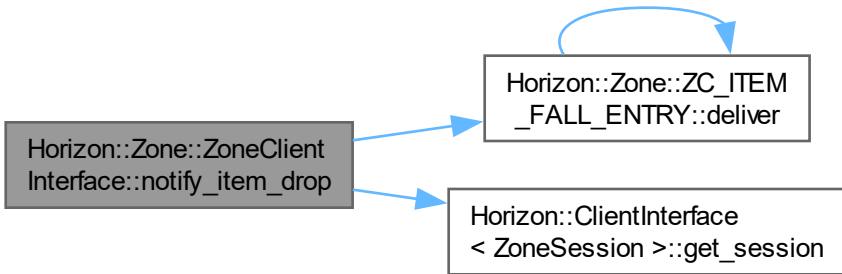 Horizon::Zone::ZoneClient
Interface::notify_item_drop
Horizon::Zone::ZC_ITEM
_FALL_ENTRY::deliver
Horizon::ClientInterface
< ZoneSession >::get_session